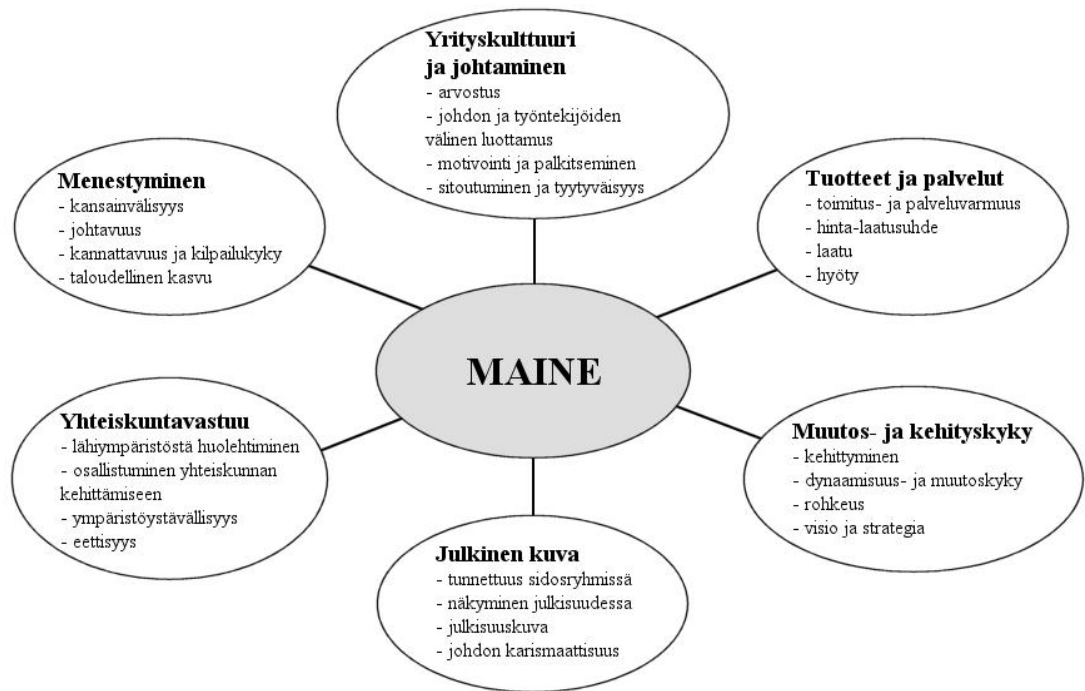 Yrityskulttuuri
ja johtaminen
- arvostus
- johdon ja työntekijöiden
välinen luottamus
- motivointi ja palkitseminen
- sitoutuminen ja tyytyväisyys
Menestyminen
- kansainvälisyys
- johtavuus
- kannattavuus ja kilpailukyky
- taloudellinen kasvu
Tuotteet ja palvelut
- toimitus- ja palveluvarmuus
- hinta-laatusuhde
- laatu
- hyöty
MAINE
Yhteiskuntavastuu
- lähiympäristöstä huolehtiminen
- osallistuminen yhteiskunnan
kehittämiseen
- ympäristöystävällisyys
- eettisyys
Muutos- ja kehityskyky
- kehittyminen
- dynaamisuus- ja muutoskyky
- rohkeus
- visio ja strategia
Julkinen kuva
- tunnettuus sidosryhmissä
- näkyminen julkisuudessa
- julkisuuskuva
- johdon karismaattisuus